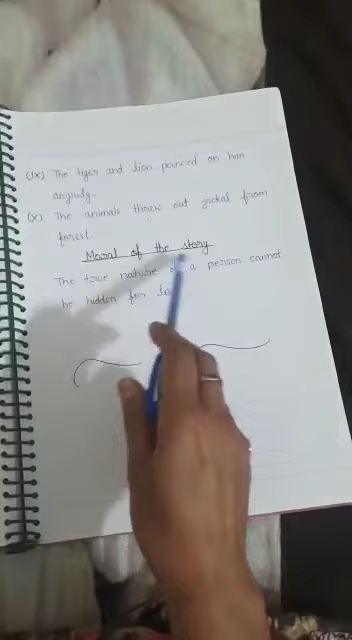 (ix) The tiger and lion pounced on him
angrily.
(x) The animals threw out jackal from
forest.
Moral of the story
The true nature of a person cannot
be hidden for